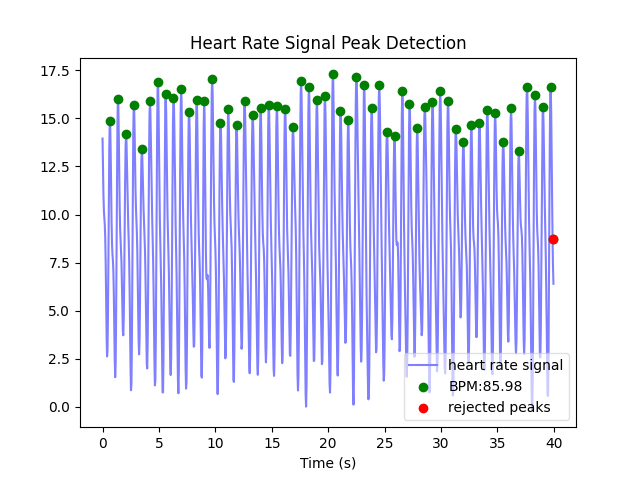 Heart Rate Signal Peak Detection
17.5
15.0
12.5
10.0
7.5
5.0
2.5
0.0
heart rate signal
BPM:85.98
rejected peaks
0 5 10 15 20 25 30 35 40
Time (s)